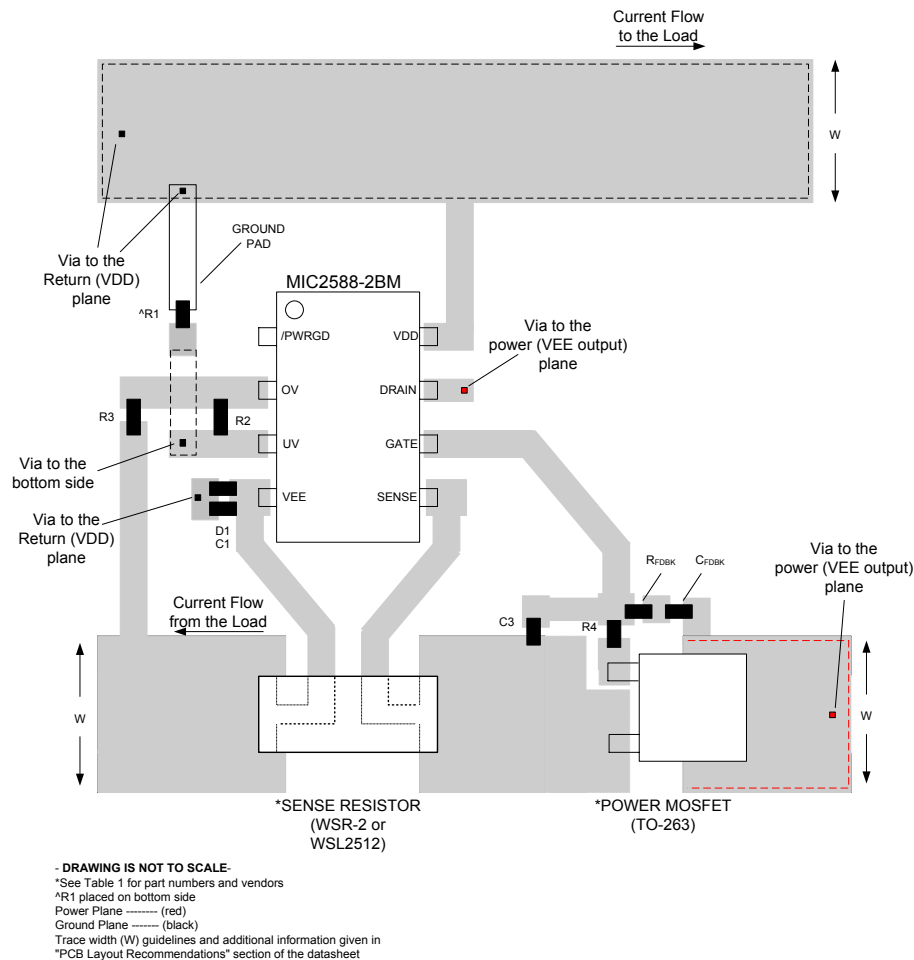 Current Flow
to the Load
W
GROUND
PAD
Via to the
Return (VDD)
plane
MIC2588-2BM
^R1
/PWRGD
VDD
Via to the
power (VEE output)
plane
OV
DRAIN
R3
R2
UV
GATE
Via to the
bottom side
VEE
SENSE
Via to the
Return (VDD)
plane
D1
C1
RFDBK
CFDBK
Via to the
power (VEE output)
plane
Current Flow
from the Load
C3
R4
W
W
*SENSE RESISTOR
(WSR-2 or
WSL2512)
*POWER MOSFET
(TO-263)
- DRAWING IS NOT TO SCALE-
*See Table 1 for part numbers and vendors
^R1 placed on bottom side
Power Plane -------- (red)
Ground Plane ------- (black)
Trace width (W) guidelines and additional information given in
"PCB Layout Recommendations" section of the datasheet